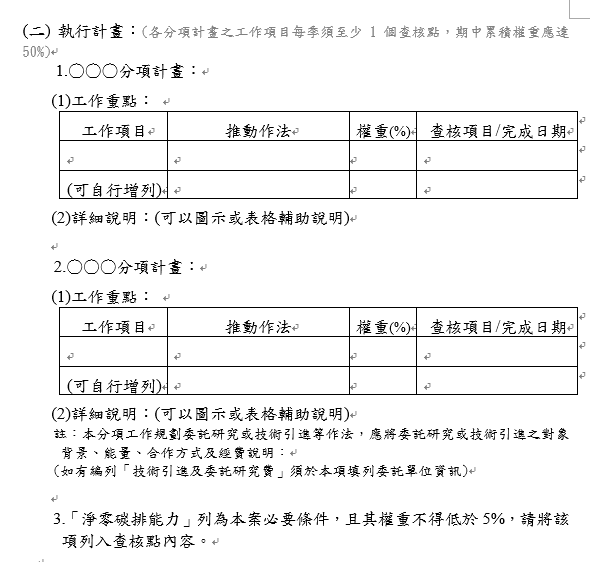 (二) 執行計畫：(各分項計畫之工作項目每季須至少 1 個查核點，期中累積權重應達
50%)
1.○○○分項計畫：
(1)工作重點：
工作項目 推動作法 權重(%) 查核項目/完成日期
(可自行增列)
(2)詳細說明：(可以圖示或表格輔助說明)
2.○○○分項計畫：
(1)工作重點：
工作項目 推動作法 權重(%) 查核項目/完成日期
(可自行增列)
(2)詳細說明：(可以圖示或表格輔助說明)
註：本分項工作規劃委託研究或技術引進等作法，應將委託研究或技術引進之對象
背景、能量、合作方式及經費說明：
(如有編列「技術引進及委託研究費」須於本項填列委託單位資訊)
3.「淨零碳排能力」列為本案必要條件，且其權重不得低於 5%，請將該
項列入查核點內容。